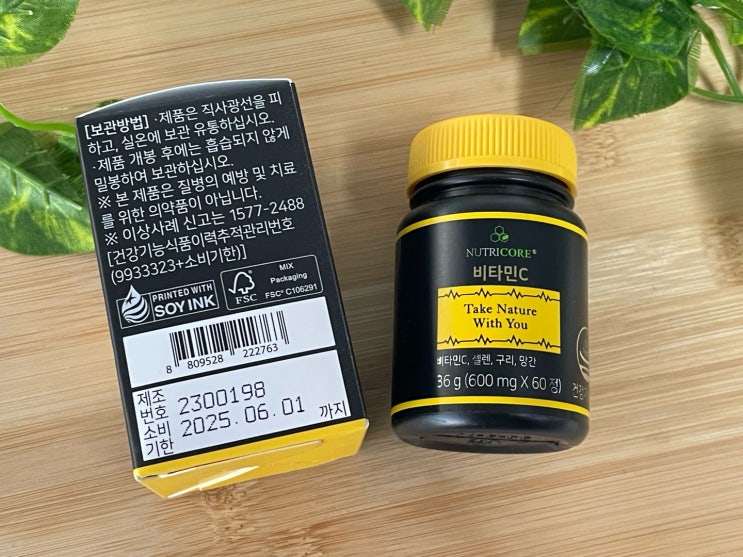 [보관방법] ·제품은 직사광선을 피
하고, 실온에 보관 유통하십시오.
·제품 개봉 후에는 흡습되지 않게
밀봉하여 보관하십시오.
※ 본 제품은 질병의 예방 및 치료
를 위한 의약품이 아닙니다.
※ 이상사례 신고는 1577-2488
[건강기능식품이력추적관리번호
(9933323+소비기한)]
PRINTED WITH
SOY INK
FSC
MIX
Packaging
FSC® C106291
8 809528 222763
제조
번호 2300198
소비
기한 2025.06.01 까지
NUTRICORE®
비타민C
Take Nature
With You
비타민C, 셀렌, 구리, 망간
36 g (600 mg X 60 정)